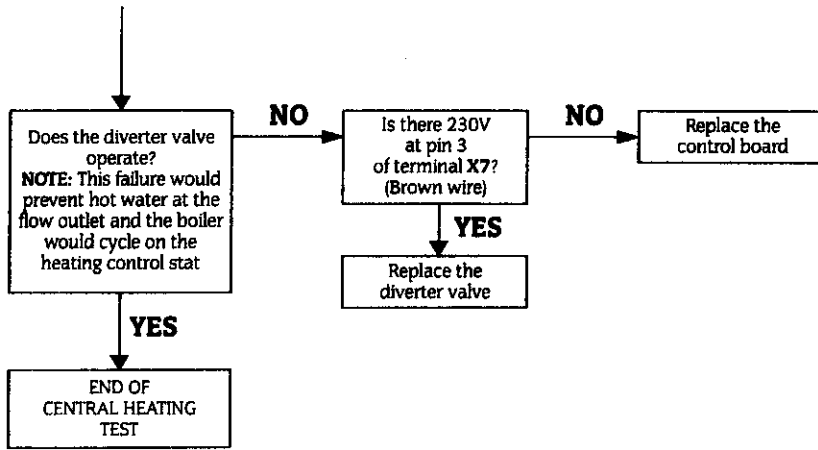 Does the diverter valve
operate?
NOTE: This failure would
prevent hot water at the
flow outlet and the boiler
would cycle on the
heating control stat
NO
Is there 230V
at pin 3
of terminal X7?
(Brown wire)
NO
Replace the
control board
YES
Replace the
diverter valve
YES
END OF
CENTRAL HEATING
TEST